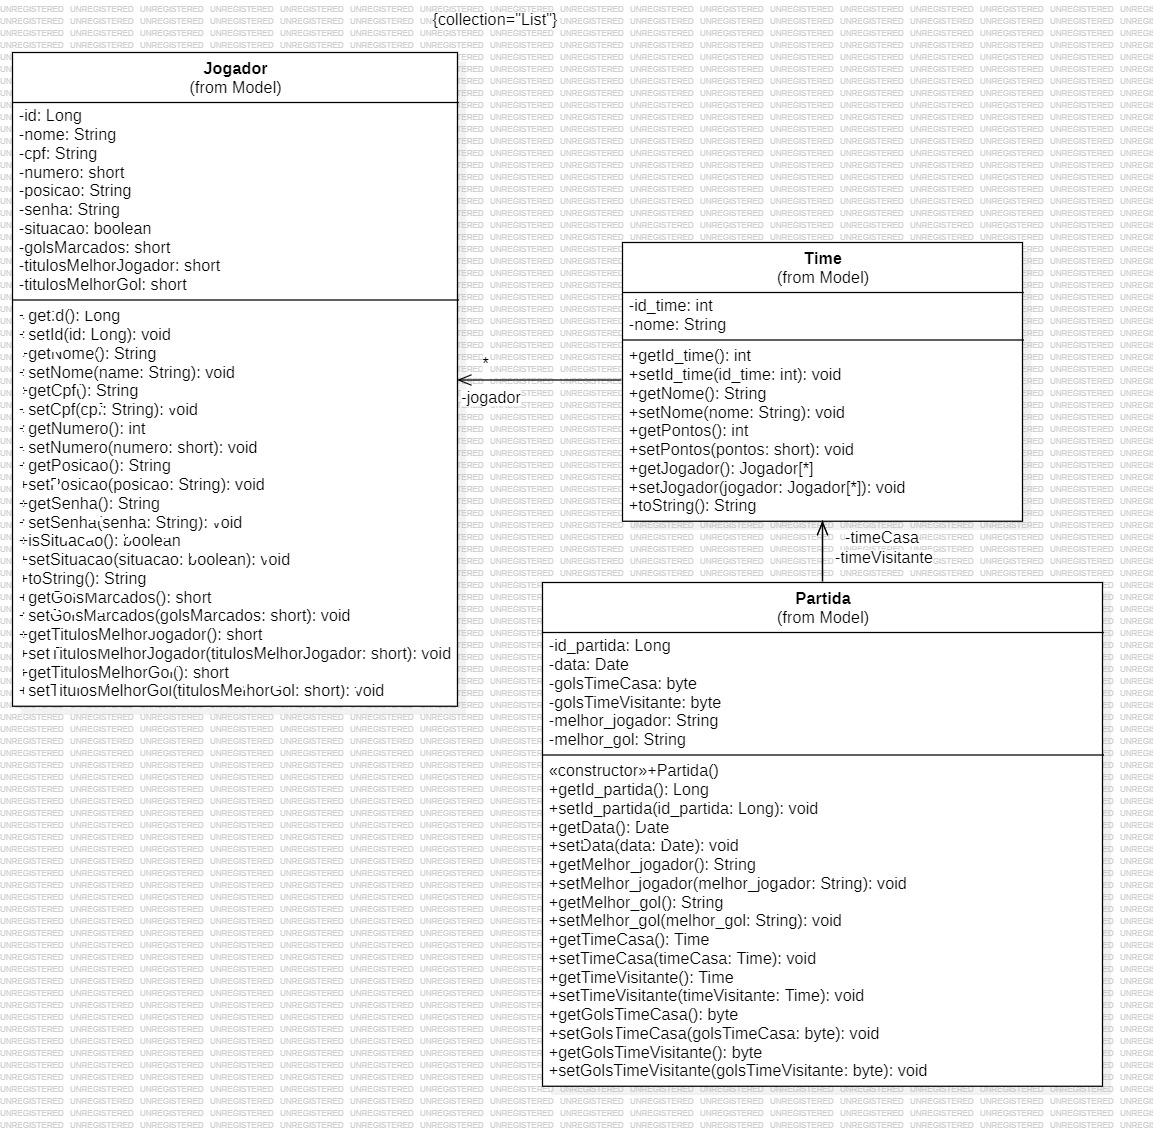 {collection="List"}
Jogador
(from Model)
-id: Long
-nome: String
-cpf: String
-numero: short
-posicao: String
-senha: String
-situacao: boolean
-golsMarcados: short
-titulosMelhorJogador: short
-titulosMelhorGol: short
+getId(): Long
+setId(id: Long): void
+getNome(): String
+setNome(name: String): void
+getCpf(): String
+setCpf(cpf: String): void
+getNumero(): int
+setNumero(numero: short): void
+getPosicao(): String
+setPosicao(posicao: String): void
+getSenha(): String
+setSenha(senha: String): void
+isSituacao(): boolean
+setSituacao(situacao: boolean): void
+toString(): String
+getGolsMarcados(): short
+setGolsMarcados(golsMarcados: short): void
+getTitulosMelhorJogador(): short
+setTitulosMelhorJogador(titulosMelhorJogador: short): void
+getTitulosMelhorGol(): short
+setTitulosMelhorGol(titulosMelhorGol: short): void
*
-jogador
Time
(from Model)
-id_time: int
-nome: String
+getId_time(): int
+setId_time(id_time: int): void
+getNome(): String
+setNome(nome: String): void
+getPontos(): int
+setPontos(pontos: short): void
+getJogador(): Jogador[*]
+setJogador(jogador: Jogador[*]): void
+toString(): String
-timeCasa
-timeVisitante
Partida
(from Model)
-id_partida: Long
-data: Date
-golsTimeCasa: byte
-golsTimeVisitante: byte
-melhor_jogador: String
-melhor_gol: String
«constructor»+Partida()
+getId_partida(): Long
+setId_partida(id_partida: Long): void
+getData(): Date
+setData(data: Date): void
+getMelhor_jogador(): String
+setMelhor_jogador(melhor_jogador: String): void
+getMelhor_gol(): String
+setMelhor_gol(melhor_gol: String): void
+getTimeCasa(): Time
+setTimeCasa(timeCasa: Time): void
+getTimeVisitante(): Time
+setTimeVisitante(timeVisitante: Time): void
+getGolsTimeCasa(): byte
+setGolsTimeCasa(golsTimeCasa: byte): void
+getGolsTimeVisitante(): byte
+setGolsTimeVisitante(golsTimeVisitante: byte): void
UNREGISTERED